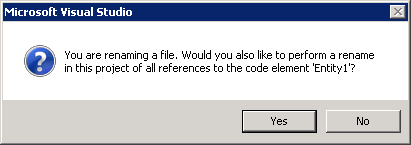 Microsoft Visual Studio
You are renaming a file. Would you also like to perform a rename
in this project of all references to the code element 'Entity1'?
Yes
No